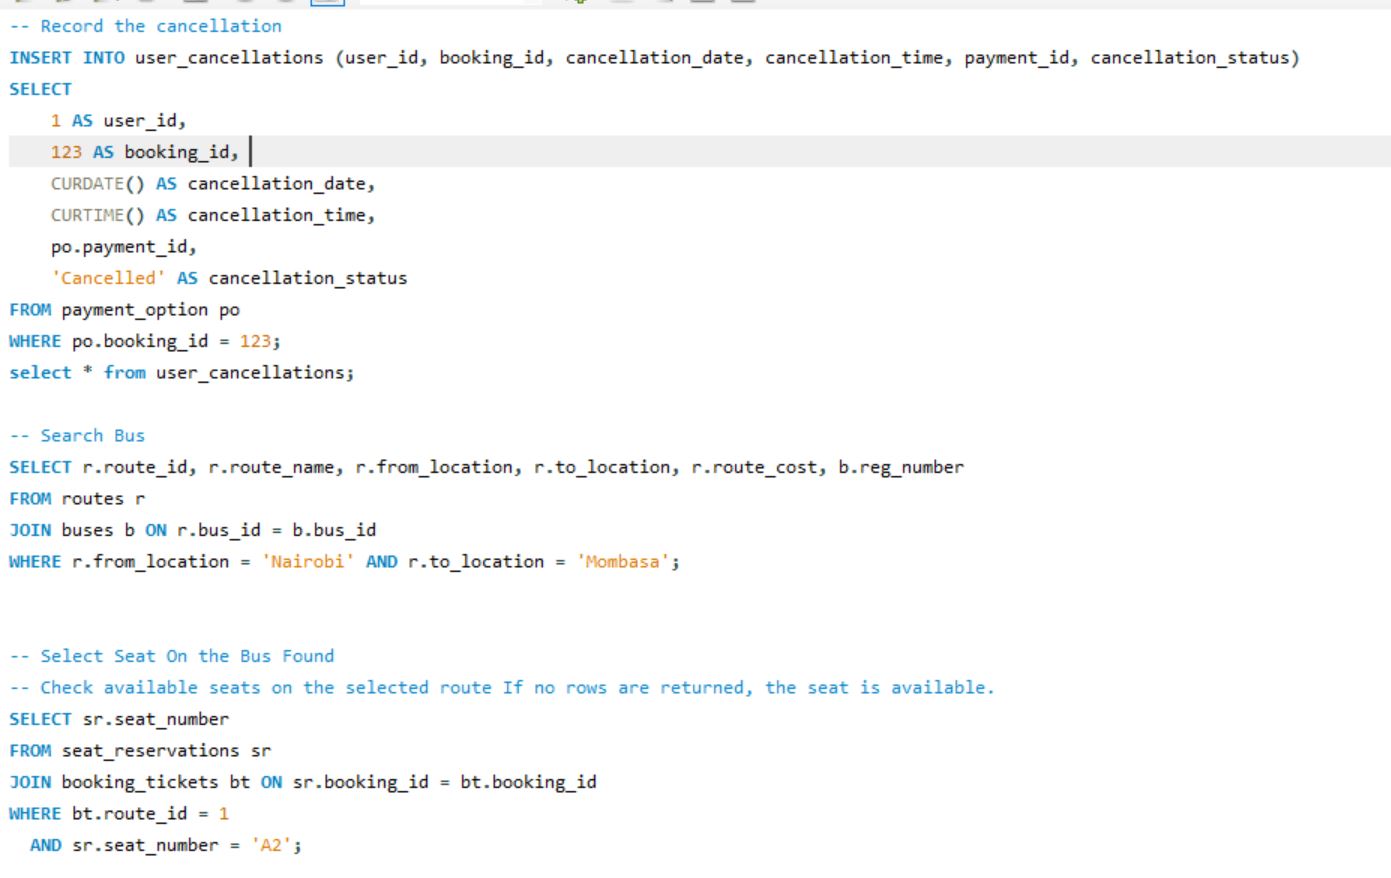 -- Record the cancellation
INSERT INTO user_cancellations (user_id, booking_id, cancellation_date, cancellation_time, payment_id, cancellation_status)
SELECT
    1 AS user_id,
    123 AS booking_id,
    CURDATE() AS cancellation_date,
    CURTIME() AS cancellation_time,
    po.payment_id,
    'Cancelled' AS cancellation_status
FROM payment_option po
WHERE po.booking_id = 123;
select * from user_cancellations;

-- Search Bus
SELECT r.route_id, r.route_name, r.from_location, r.to_location, r.route_cost, b.reg_number
FROM routes r
JOIN buses b ON r.bus_id = b.bus_id
WHERE r.from_location = 'Nairobi' AND r.to_location = 'Mombasa';

-- Select Seat On the Bus Found
-- Check available seats on the selected route If no rows are returned, the seat is available.
SELECT sr.seat_number
FROM seat_reservations sr
JOIN booking_tickets bt ON sr.booking_id = bt.booking_id
WHERE bt.route_id = 1
  AND sr.seat_number = 'A2';